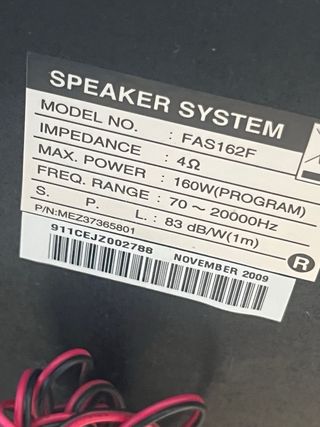 SPEAKER SYSTEM
MODEL NO. : FAS162F
IMPEDANCE : 4Ω
MAX. POWER : 160W(PROGRAM)
FREQ. RANGE : 70 ~ 20000Hz
S. P. L. : 83 dB/W(1m)
P/N:MEZ37365801
R
911CEJZ002788 NOVEMBER 2009